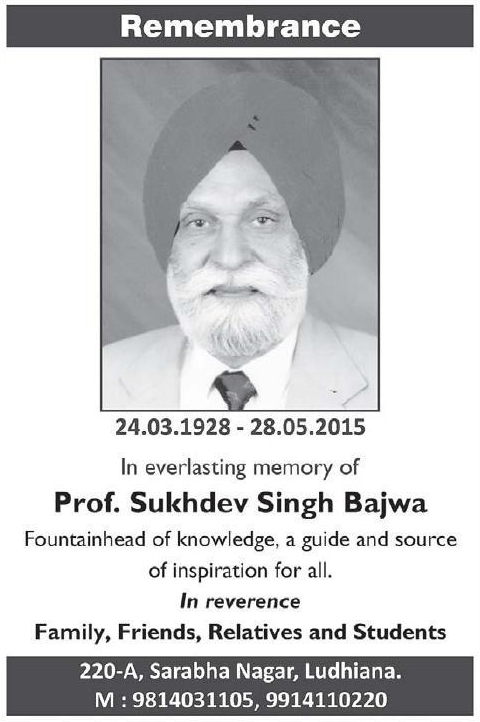 Remembrance
24.03.1928 - 28.05.2015
In everlasting memory of
Prof. Sukhdev Singh Bajwa
Fountainhead of knowledge, a guide and source
of inspiration for all.
In reverence
Family, Friends, Relatives and Students
220-A, Sarabha Nagar, Ludhiana.
M : 9814031105, 9914110220